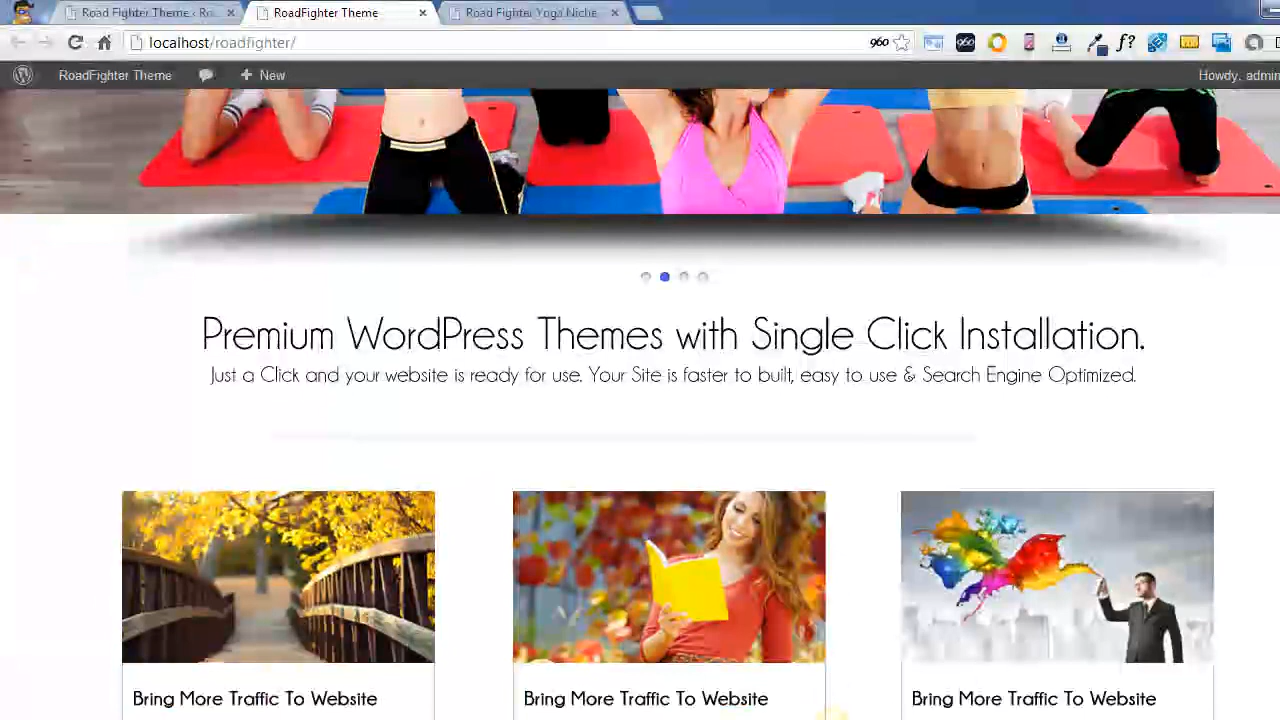 Road Fighter Theme ‹ Ro
RoadFighter Theme
Road Fighter Yoga Niche
localhost/roadfighter/
960
960
f?
RoadFighter Theme
New
Howdy, admin
Premium WordPress Themes with Single Click Installation.
Just a Click and your website is ready for use. Your Site is faster to built, easy to use & Search Engine Optimized.
Bring More Traffic To Website
Bring More Traffic To Website
Bring More Traffic To Website